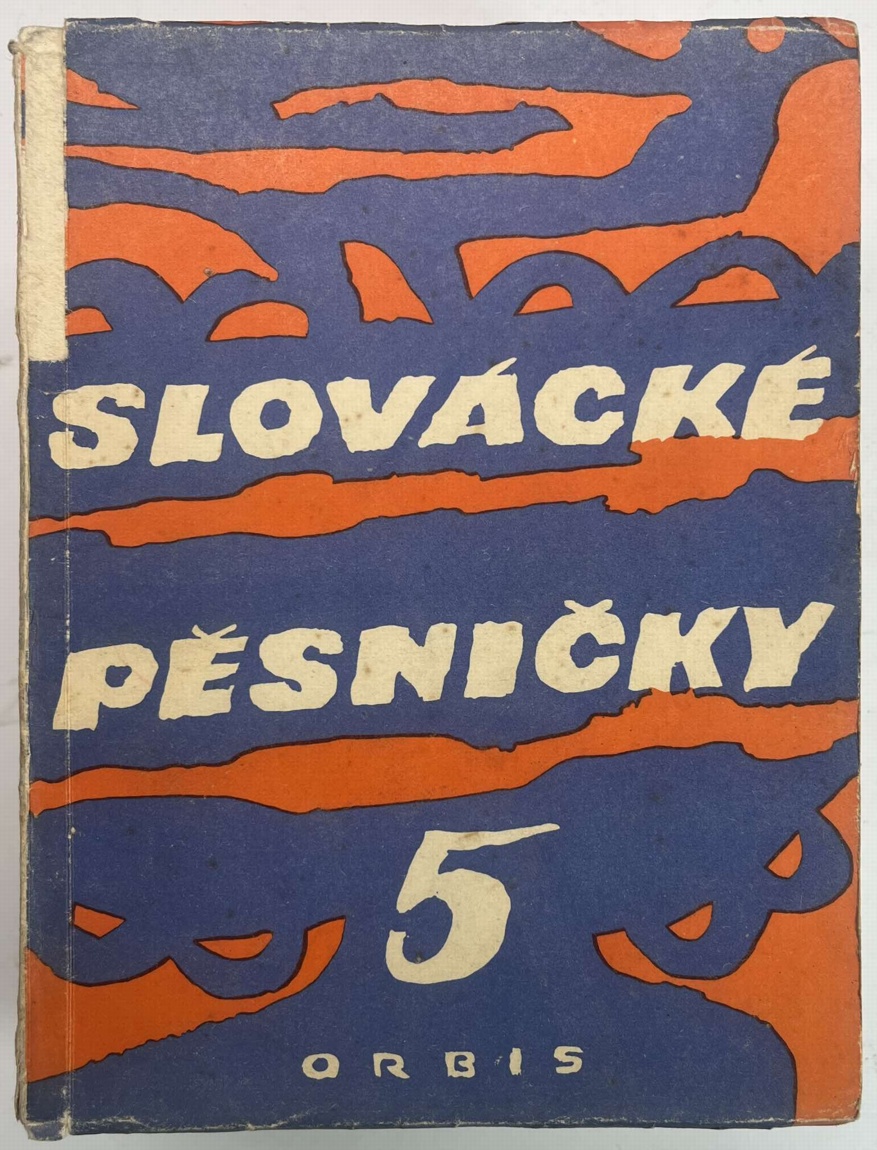 SLOVÁCKÉ
PĚSNIČKY
5
ORBIS